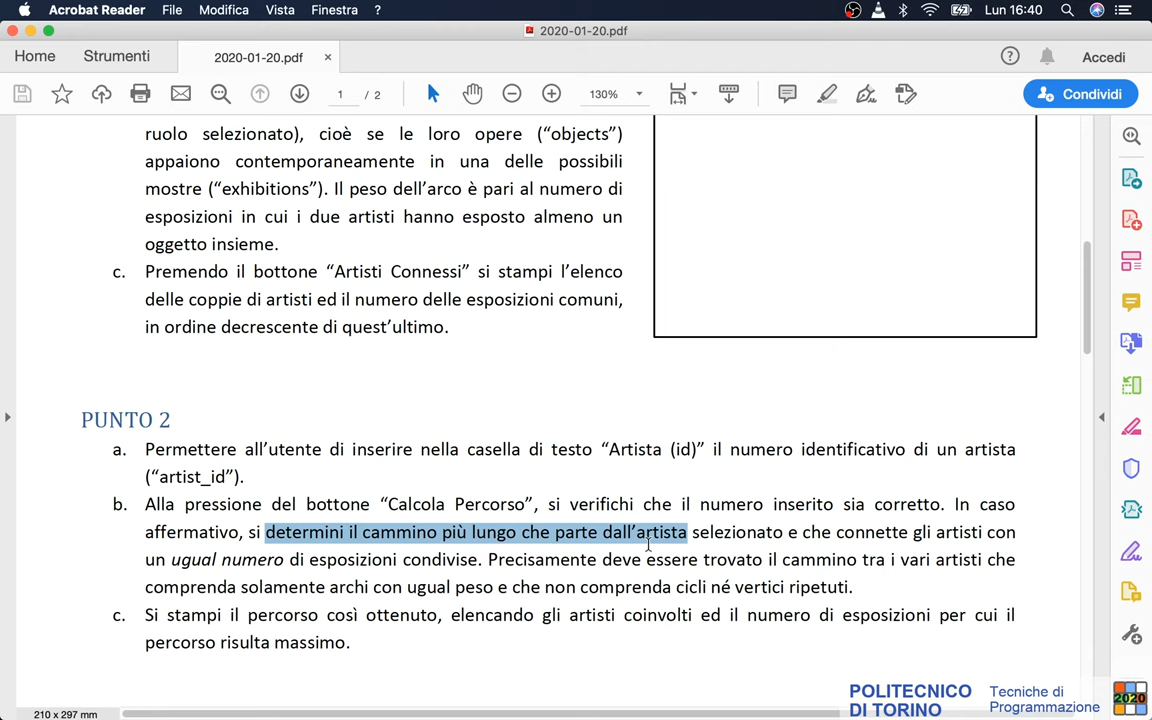 Acrobat Reader File Modifica Vista Finestra ? Lun 16:40
2020-01-20.pdf
Home Strumenti 2020-01-20.pdf × Accedi
1 / 2 130% Condividi
ruolo selezionato), cioè se le loro opere (“objects”)
appaiono contemporaneamente in una delle possibili
mostre (“exhibitions”). Il peso dell’arco è pari al numero di
esposizioni in cui i due artisti hanno esposto almeno un
oggetto insieme.
c. Premendo il bottone “Artisti Connessi” si stampi l’elenco
delle coppie di artisti ed il numero delle esposizioni comuni,
in ordine decrescente di quest’ultimo.
PUNTO 2
a. Permettere all’utente di inserire nella casella di testo “Artista (id)” il numero identificativo di un artista
(“artist_id”).
b. Alla pressione del bottone “Calcola Percorso”, si verifichi che il numero inserito sia corretto. In caso
affermativo, si determini il cammino più lungo che parte dall’artista selezionato e che connette gli artisti con
un ugual numero di esposizioni condivise. Precisamente deve essere trovato il cammino tra i vari artisti che
comprenda solamente archi con ugual peso e che non comprenda cicli né vertici ripetuti.
c. Si stampi il percorso così ottenuto, elencando gli artisti coinvolti ed il numero di esposizioni per cui il
percorso risulta massimo.
210 x 297 mm
POLITECNICO
DI TORINO
Tecniche di
Programmazione
2020